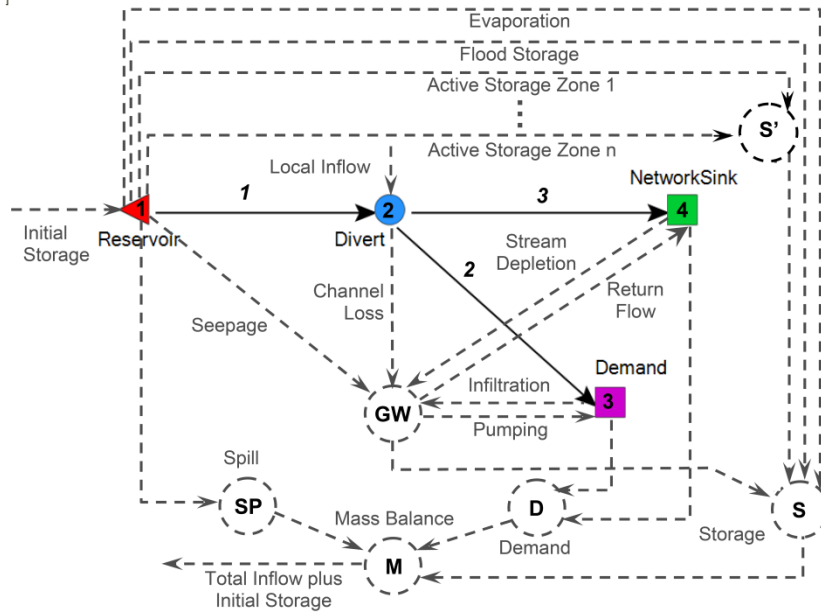 ]
Evaporation
Flood Storage
Active Storage Zone 1
S'
Local Inflow
Active Storage Zone n
NetworkSink
1
3
1
2
4
Initial
Storage
Reservoir
Divert
Stream
Depletion
2
Channel
Loss
Return
Flow
Seepage
Demand
Infiltration
3
GW
Pumping
Spill
SP
Mass Balance
D
S
Demand
Storage
M
Total Inflow plus
Initial Storage